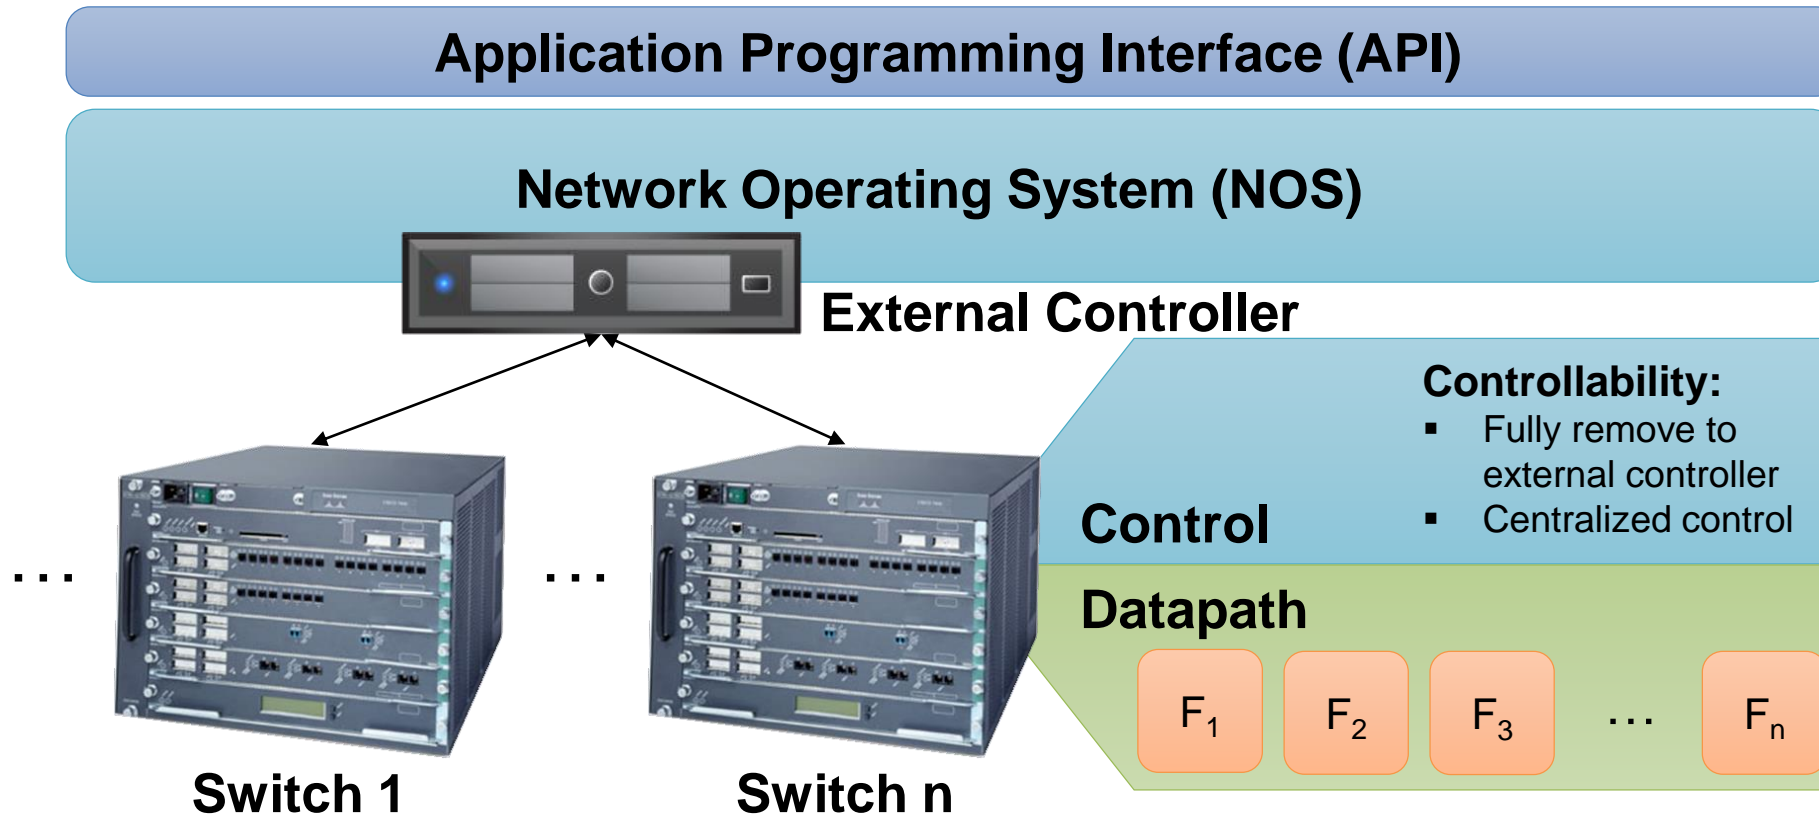 Application Programming Interface (API)
Network Operating System (NOS)
External Controller
Controllability:
▪ Fully remove to
external controller
▪ Centralized control
Control
Datapath
… …
F1 F2 F3 … Fn
Switch 1 Switch n